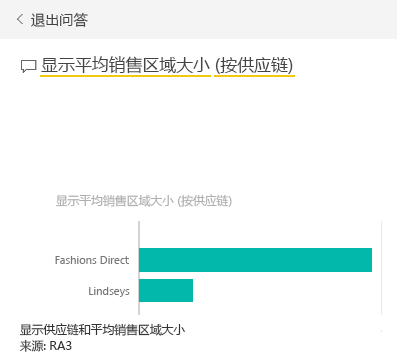 退出问答
显示平均销售区域大小 (按供应链)
显示平均销售区域大小 (按供应链)
Fashions Direct
Lindseys
显示供应链和平均销售区域大小
来源: RA3